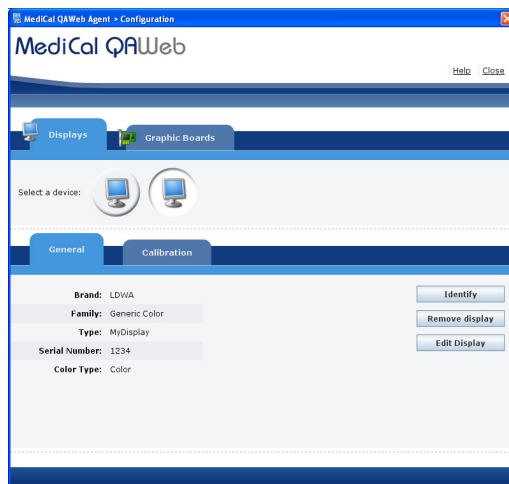 MediCal QAWeb Agent > Configuration
MediCal QAWeb
Help Close
Displays Graphic Boards
Select a device:
General Calibration
Brand: LDWA
Family: Generic Color
Type: MyDisplay
Serial Number: 1234
Color Type: Color
Identify
Remove display
Edit Display